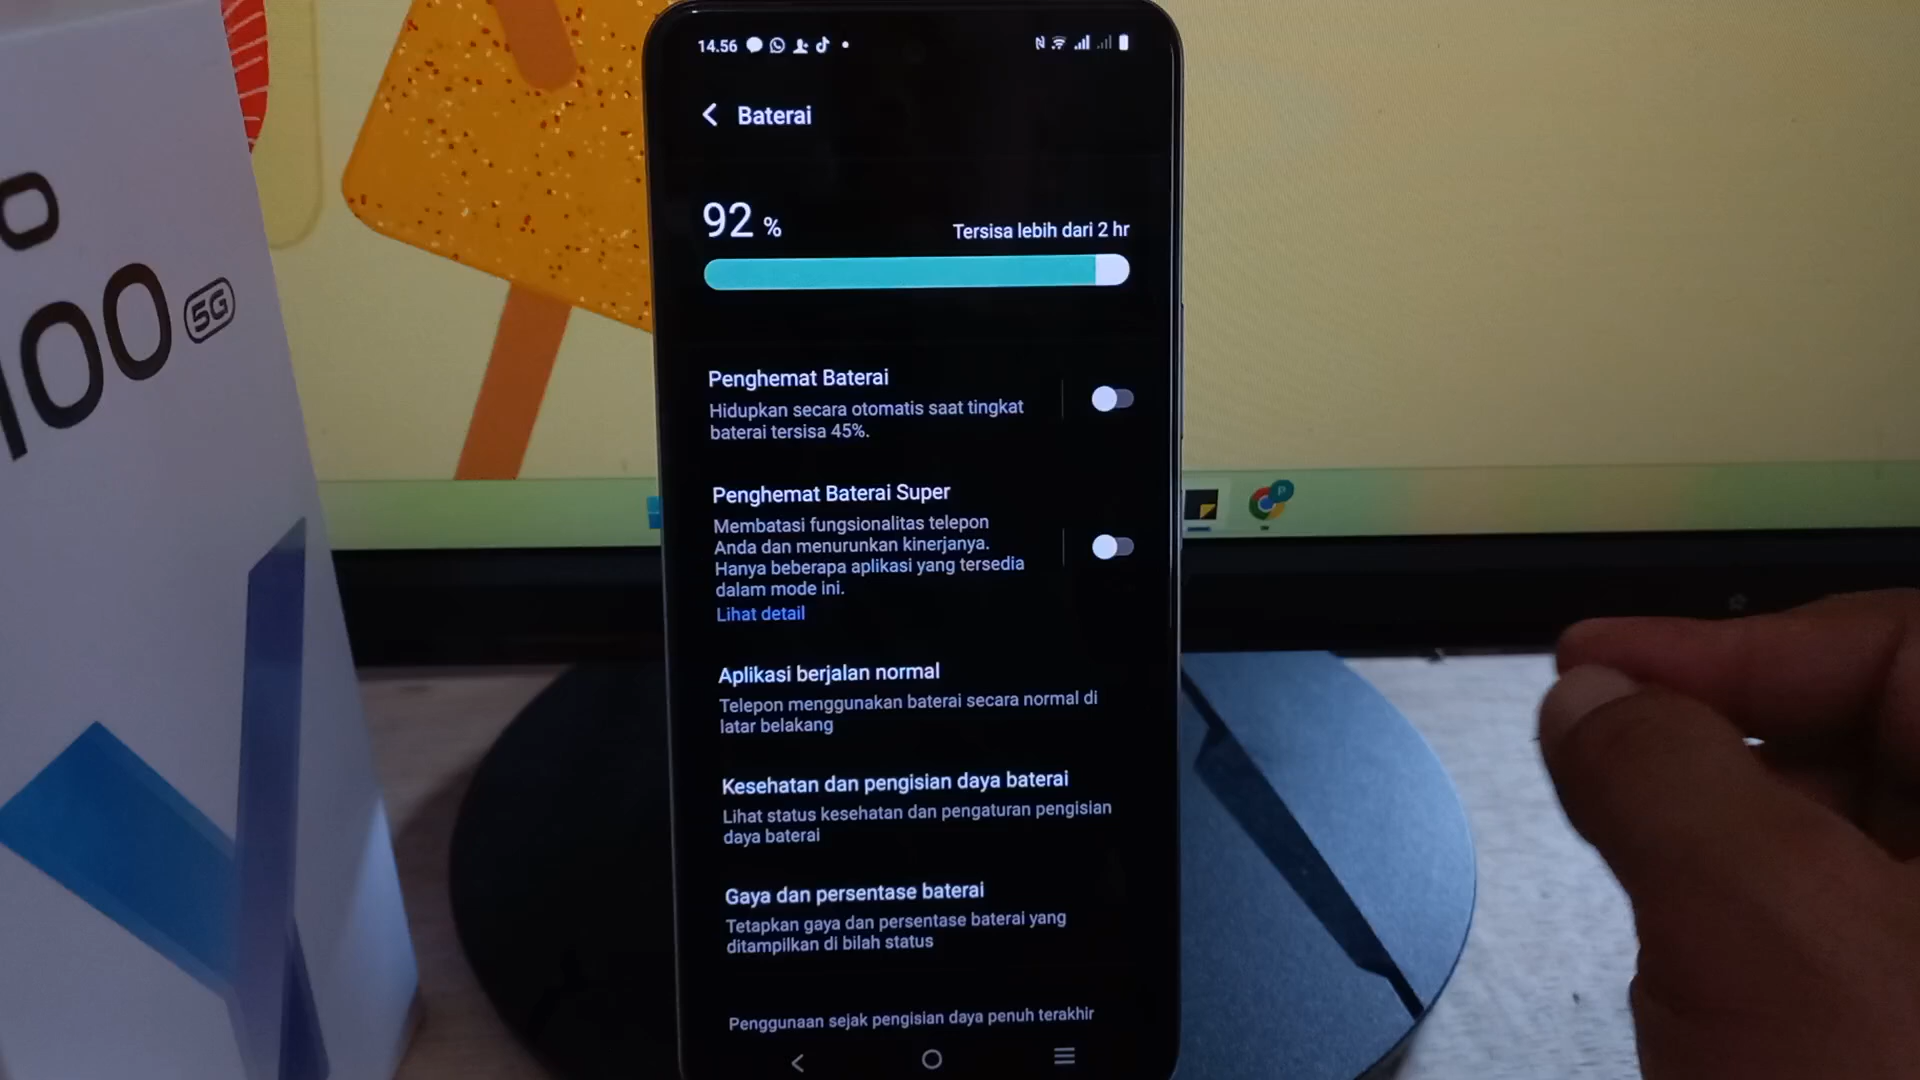 14.56
Baterai
92 %
Tersisa lebih dari 2 hr
Penghemat Baterai
Hidupkan secara otomatis saat tingkat
baterai tersisa 45%.
Penghemat Baterai Super
Membatasi fungsionalitas telepon
Anda dan menurunkan kinerjanya.
Hanya beberapa aplikasi yang tersedia
dalam mode ini.
Lihat detail
Aplikasi berjalan normal
Telepon menggunakan baterai secara normal di
latar belakang
Kesehatan dan pengisian daya baterai
Lihat status kesehatan dan pengaturan pengisian
daya baterai
Gaya dan persentase baterai
Tetapkan gaya dan persentase baterai yang
ditampilkan di bilah status
Penggunaan sejak pengisian daya penuh terakhir
o
100 5G
Y
P